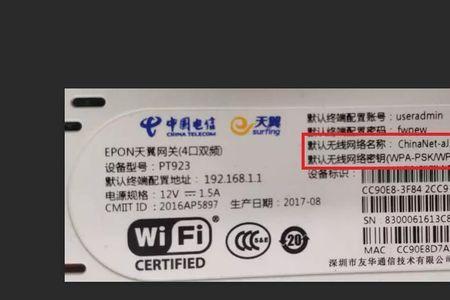 中国电信
CHINA TELECOM
天翼
surfing
EPON天翼网关(4口双频)
设备型号： PT923
默认终端配置地址： 192.168.1.1
电源规格： 12V ⎓ 1.5A
CMIIT ID： 2016AP5897 生产日期： 2017-08
Wi Fi
CERTIFIED
CCC
S&E
20
默认终端配置账号： useradmin
默认终端配置密码： fwpew
默认无线网络名称： ChinaNet-aJ
默认无线网络密钥(WPA-PSK/WP
设备标识：
CC90E8-3F84 2CC9
SN： 8300061613C8
MAC： CC90E8D7A
深圳市友华通信技术有限公